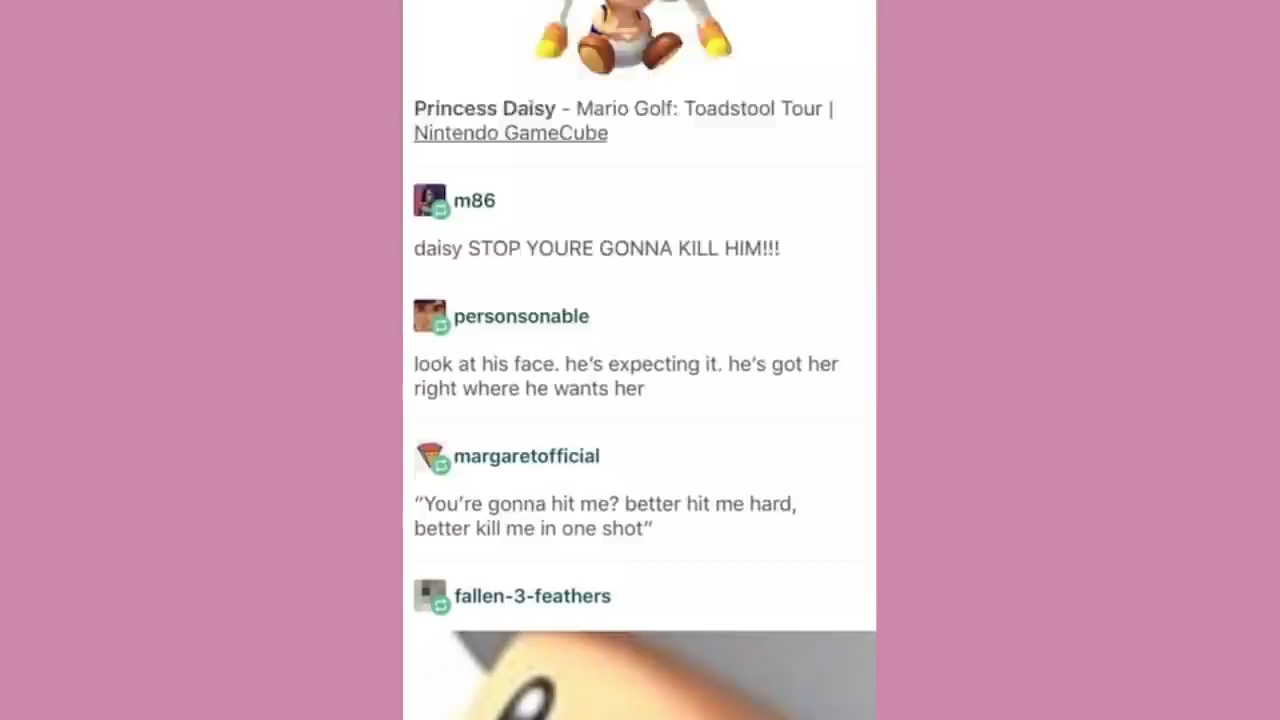 Princess Daisy - Mario Golf: Toadstool Tour |
Nintendo GameCube
m86
daisy STOP YOURE GONNA KILL HIM!!!
personsonable
look at his face. he’s expecting it. he’s got her
right where he wants her
margaretofficial
“You’re gonna hit me? better hit me hard,
better kill me in one shot”
fallen-3-feathers